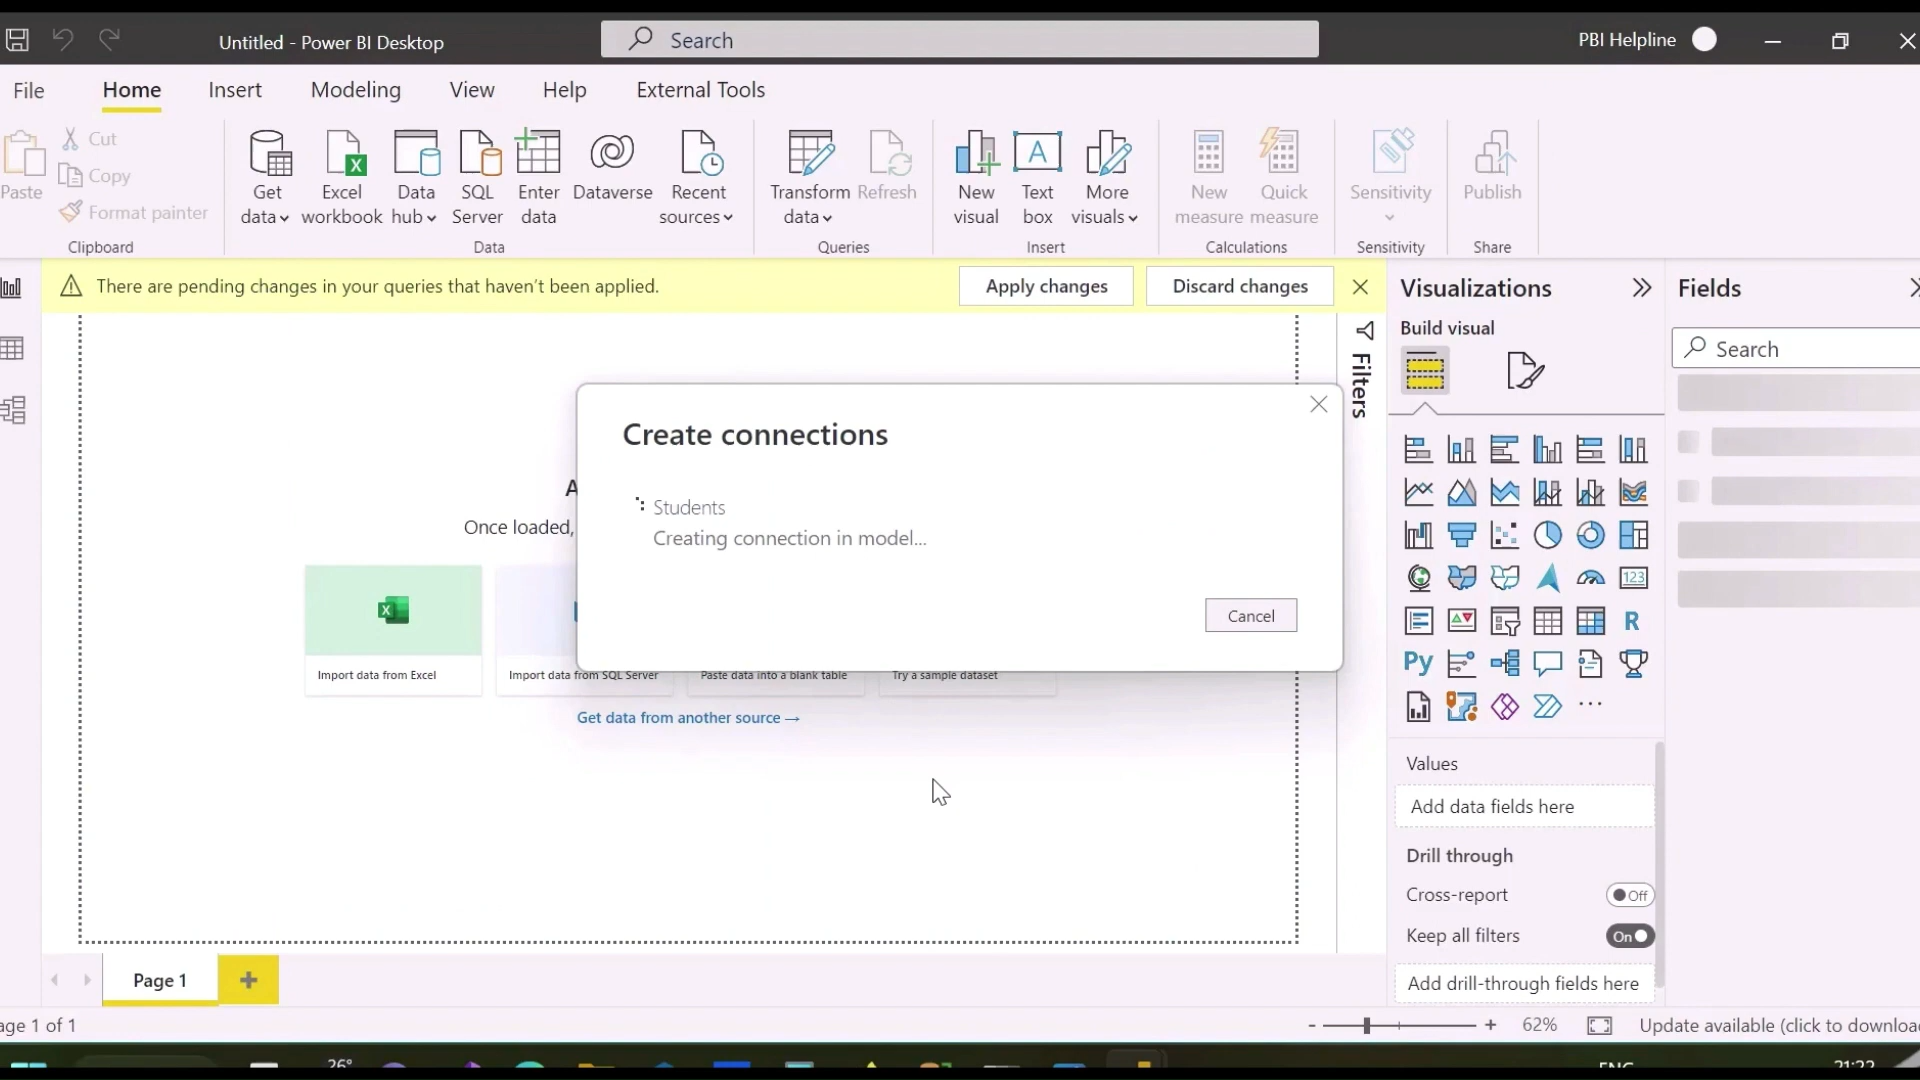 Untitled - Power BI Desktop
Search
PBI Helpline
File
Home
Insert
Modeling
View
Help
External Tools
Paste
Cut
Copy
Format painter
Clipboard
Get data
Excel workbook
Data hub
SQL Server
Enter data
Dataverse
Recent sources
Data
Transform data
Refresh
Queries
New visual
Text box
More visuals
Insert
New measure
Quick measure
Calculations
Sensitivity
Sensitivity
Publish
Share
There are pending changes in your queries that haven't been applied.
Apply changes
Discard changes
Filters
A
Once loaded,
Create connections
Students
Creating connection in model...
Cancel
Import data from Excel
Import data from SQL Server
Paste data into a blank table
Try a sample dataset
Get data from another source →
Visualizations
Build visual
123
R
Py
...
Values
Add data fields here
Drill through
Cross-report
Off
Keep all filters
On
Add drill-through fields here
Fields
Search
Page 1
age 1 of 1
- + 62%
Update available (click to downloa
26°